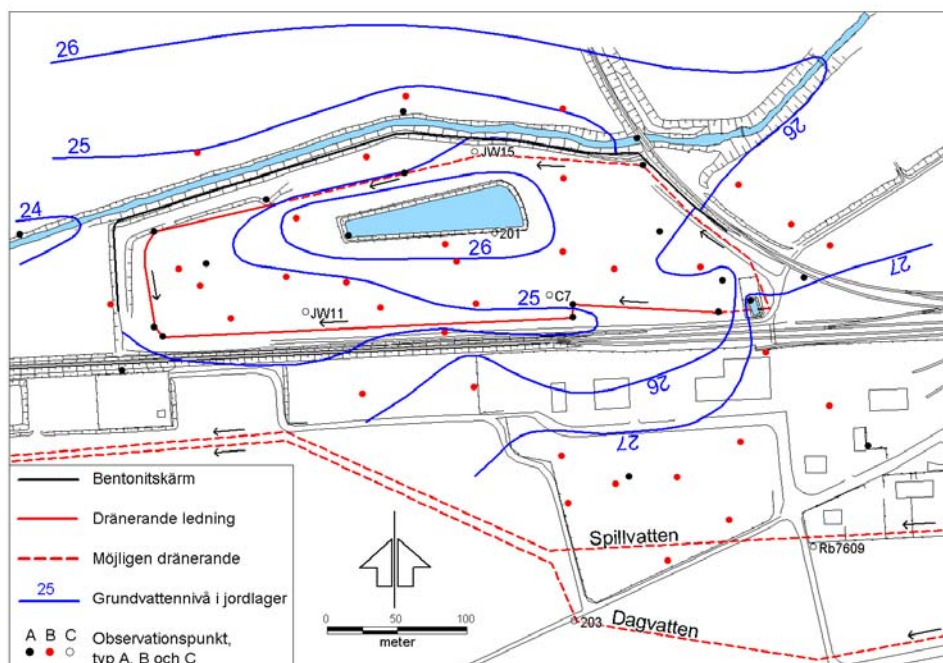 26
25
24
26
27
JW15
201
26
C7
25
JW11
26
27
Spillvatten
Rb7609
203
Dagvatten
Bentonitskärm
Dränerande ledning
Möjligen dränerande
25 Grundvattennivå i jordlager
A B C Observationspunkt,
typ A, B och C
0 50 100
meter